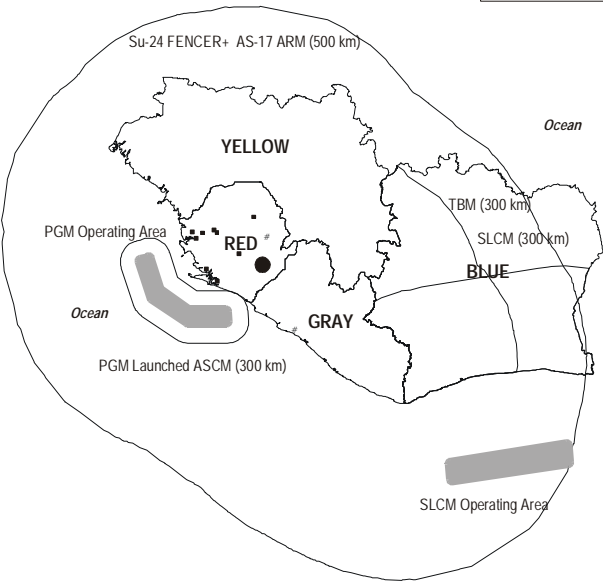 Su-24 FENCER+ AS-17 ARM (500 km)
Ocean
YELLOW
TBM (300 km)
PGM Operating Area
RED
#
SLCM (300 km)
BLUE
Ocean
GRAY
#
PGM Launched ASCM (300 km)
SLCM Operating Area